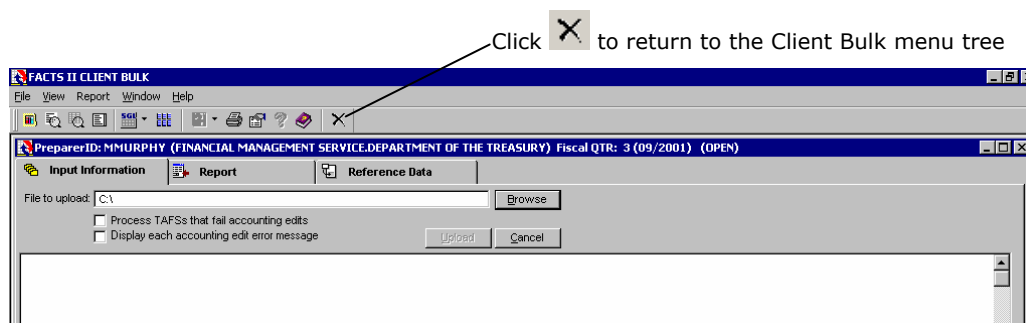 Click X to return to the Client Bulk menu tree
FACTS II CLIENT BULK
File View Report Window Help
SGL
PreparerID: MMURPHY (FINANCIAL MANAGEMENT SERVICE.DEPARTMENT OF THE TREASURY) Fiscal QTR: 3 (09/2001) (OPEN)
Input Information Report Reference Data
File to upload: C:\ Browse
Process TAFSs that fail accounting edits
Display each accounting edit error message Upload Cancel